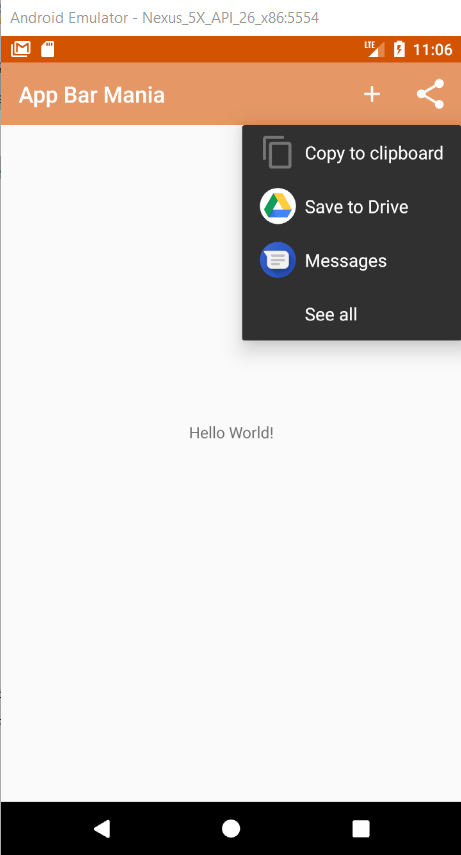 Android Emulator - Nexus_5X_API_26_x86:5554
LTE 11:06
App Bar Mania
Copy to clipboard
Save to Drive
Messages
See all
Hello World!